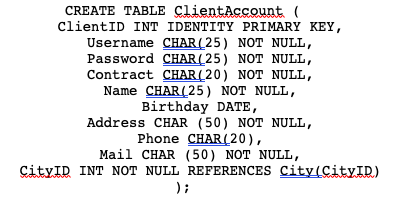 CREATE TABLE ClientAccount (
ClientID INT IDENTITY PRIMARY KEY,
Username CHAR(25) NOT NULL,
Password CHAR(25) NOT NULL,
Contract CHAR(20) NOT NULL,
Name CHAR(25) NOT NULL,
Birthday DATE,
Address CHAR (50) NOT NULL,
Phone CHAR(20),
Mail CHAR (50) NOT NULL,
CityID INT NOT NULL REFERENCES City(CityID)
);